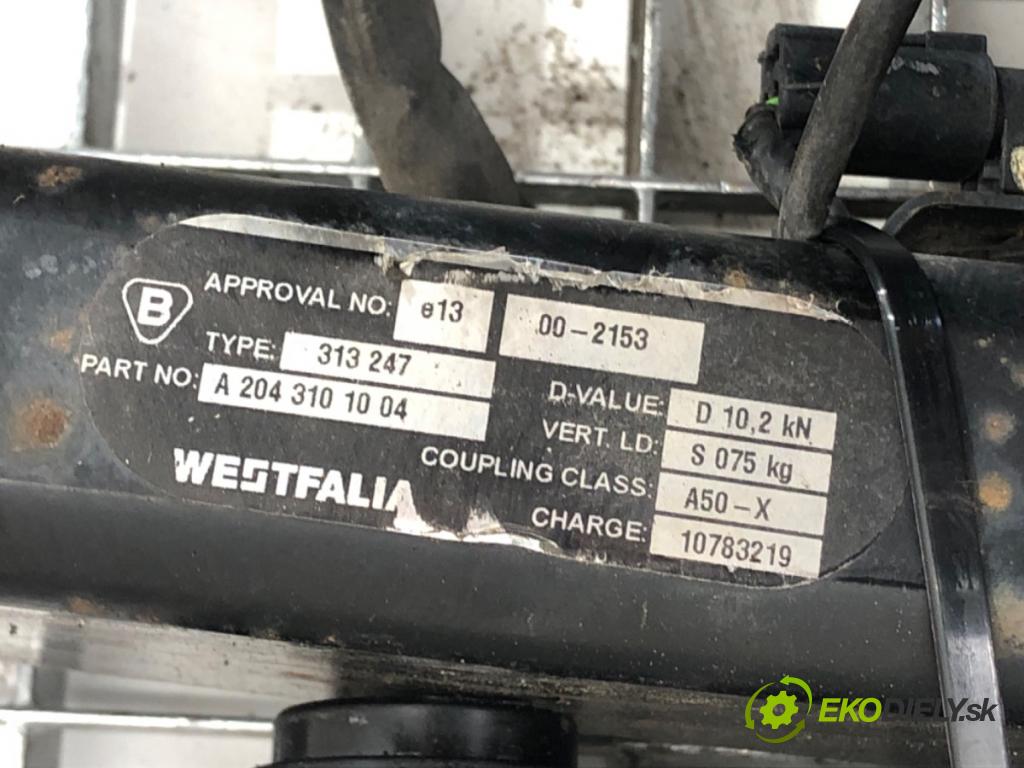 B
APPROVAL NO: e13 00-2153
TYPE: 313 247
PART NO: A 204 310 10 04
D-VALUE: D 10,2 kN
VERT. LD: S 075 kg
COUPLING CLASS: A50-X
CHARGE: 10783219
WESTFALIA
EKODIELY.sk